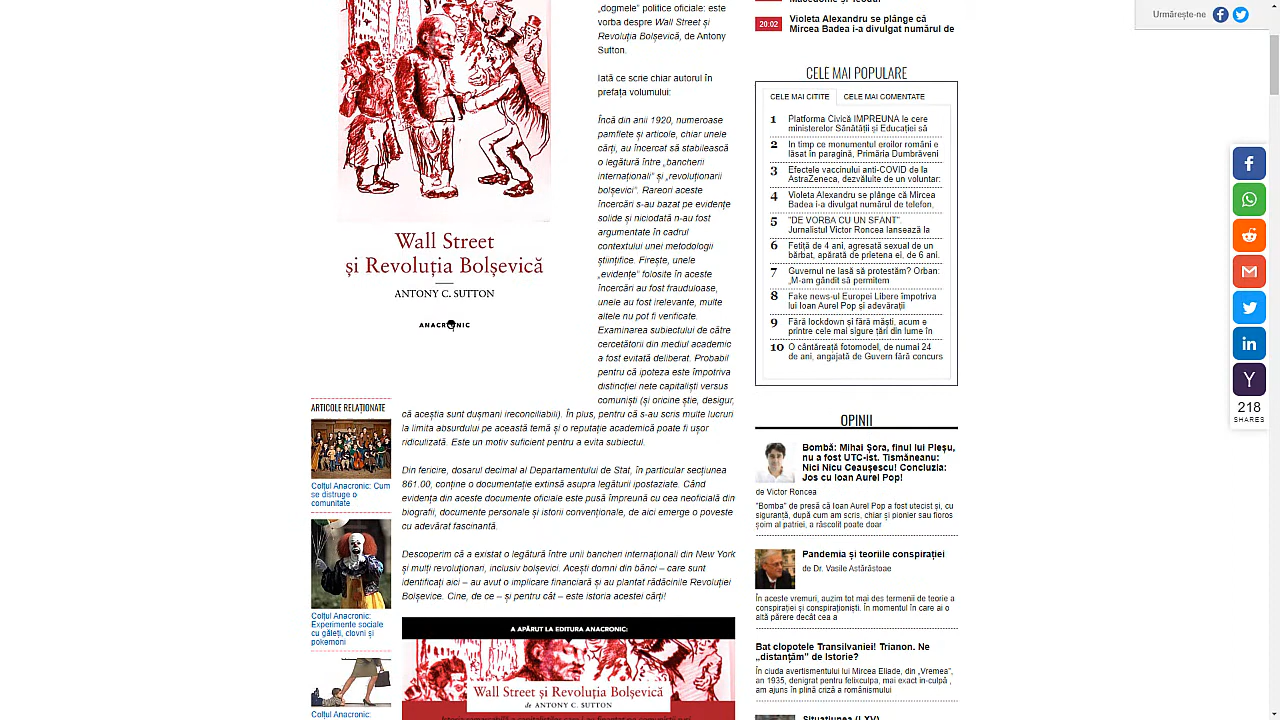 „dogmele” politice oficiale: este
vorba despre Wall Street și
Revoluția Bolșevică, de Antony
Sutton.
Iată ce scrie chiar autorul în
prefața volumului:
Încă din anii 1920, numeroase
pamflete și articole, chiar unele
cărți, au încercat să stabilească
o legătură între „bancherii
internaționali” și „revoluționarii
bolșevici”. Rareori aceste
încercări s-au bazat pe evidențe
solide și niciodată n-au fost
argumentate în cadrul
contextului unei metodologii
științifice. Firește, unele
„evidențe” folosite în aceste
încercări au fost frauduloase,
unele au fost irelevante, multe
altele nu pot fi verificate.
Examinarea subiectului de către
cercetătorii din mediul academic
a fost evitată deliberat. Probabil
pentru că ipoteza este împotriva
distincției nete capitaliști versus
comuniști (și oricine știe, desigur,
că aceștia sunt dușmani ireconciliabili). În plus, pentru că s-au scris multe lucruri
la limita absurdului pe această temă și o reputație academică poate fi ușor
ridiculizată. Este un motiv suficient pentru a evita subiectul.
Din fericire, dosarul decimal al Departamentului de Stat, în particular secțiunea
861.00, conține o documentație extinsă asupra legăturii ipostaziate. Când
evidența din aceste documente oficiale este pusă împreună cu cea neoficială din
biografii, documente personale și istorii convenționale, de aici emerge o poveste
cu adevărat fascinantă.
Descoperim că a existat o legătură între unii bancheri internaționali din New York
și mulți revoluționari, inclusiv bolșevici. Acești domni din bănci – care sunt
identificați aici – au avut o implicare financiară și au plantat rădăcinile Revoluției
Bolșevice. Cine, de ce – și pentru cât – este istoria acestei cărți!
Wall Street
și Revoluția Bolșevică
ANTONY C. SUTTON
ANACRONIC
A APĂRUT LA EDITURA ANACRONIC:
Wall Street și Revoluția Bolșevică
de ANTONY C. SUTTON
ARTICOLE RELAȚIONATE
Colțul Anacronic: Cum
se distruge o
comunitate
Colțul Anacronic:
Experimente sociale
cu găleți, clovni și
pokemoni
Colțul Anacronic:
Macedonie și Teodor
20:02
Violeta Alexandru se plânge că
Mircea Badea i-a divulgat numărul de
CELE MAI POPULARE
CELE MAI CITITE CELE MAI COMENTATE
1 Platforma Civică ÎMPREUNA le cere
ministerelor Sănătății și Educației să
2 In timp ce monumentul eroilor români e
lăsat în paragină, Primăria Dumbrăveni
3 Efectele vaccinului anti-COVID de la
AstraZeneca, dezvăluite de un voluntar:
4 Violeta Alexandru se plânge că Mircea
Badea i-a divulgat numărul de telefon,
5 "DE VORBA CU UN SFANT".
Jurnalistul Victor Roncea lansează la
6 Fetiță de 4 ani, agresată sexual de un
bărbat, apărată de prietena ei, de 6 ani.
7 Guvernul ne lasă să protestăm? Orban:
„M-am gândit să permitem
8 Fake news-ul Europei Libere împotriva
lui Ioan Aurel Pop și adevărații
9 Fără lockdown și fără măști, acum e
printre cele mai sigure țări din lume în
10 O cântăreață fotomodel, de numai 24
de ani, angajată de Guvern fără concurs
OPINII
Bombă: Mihai Șora, finul lui Pleșu,
nu a fost UTC-ist. Tismăneanu:
Nici Nicu Ceaușescu! Concluzia:
Jos cu Ioan Aurel Pop!
de Victor Roncea
"Bomba" de presă că Ioan Aurel Pop a fost utecist și, cu
siguranță, după cum am scris, chiar și pionier sau fioros
șoim al patriei, a răscolit poate doar
Pandemia și teoriile conspirației
de Dr. Vasile Astărăstoae
În aceste vremuri, auzim tot mai des termenii de teorie a
conspirației și conspiraționiști. În momentul în care ai o
altă părere decât cea a
Bat clopotele Transilvaniei! Trianon. Ne
„distanțăm” de Istorie?
În ciuda avertismentului lui Mircea Eliade, din „Vremea”,
an 1935, denigrat pentru felixculpa, mai exact in-culpă ,
am ajuns în plină criză a românismului
Situațiunea (LXV)
Urmărește-ne
218
SHARES